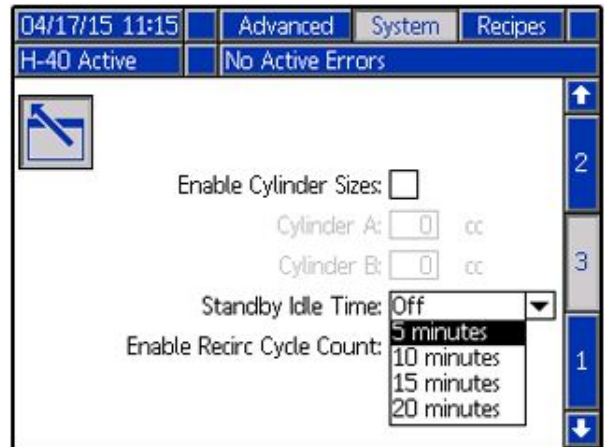 04/17/15 11:15 Advanced System Recipes
H-40 Active No Active Errors
2
Enable Cylinder Sizes:
Cylinder A: 0 cc
Cylinder B: 0 cc
3
Standby Idle Time: Off
5 minutes
Enable Recirc Cycle Count:
10 minutes
1
15 minutes
20 minutes